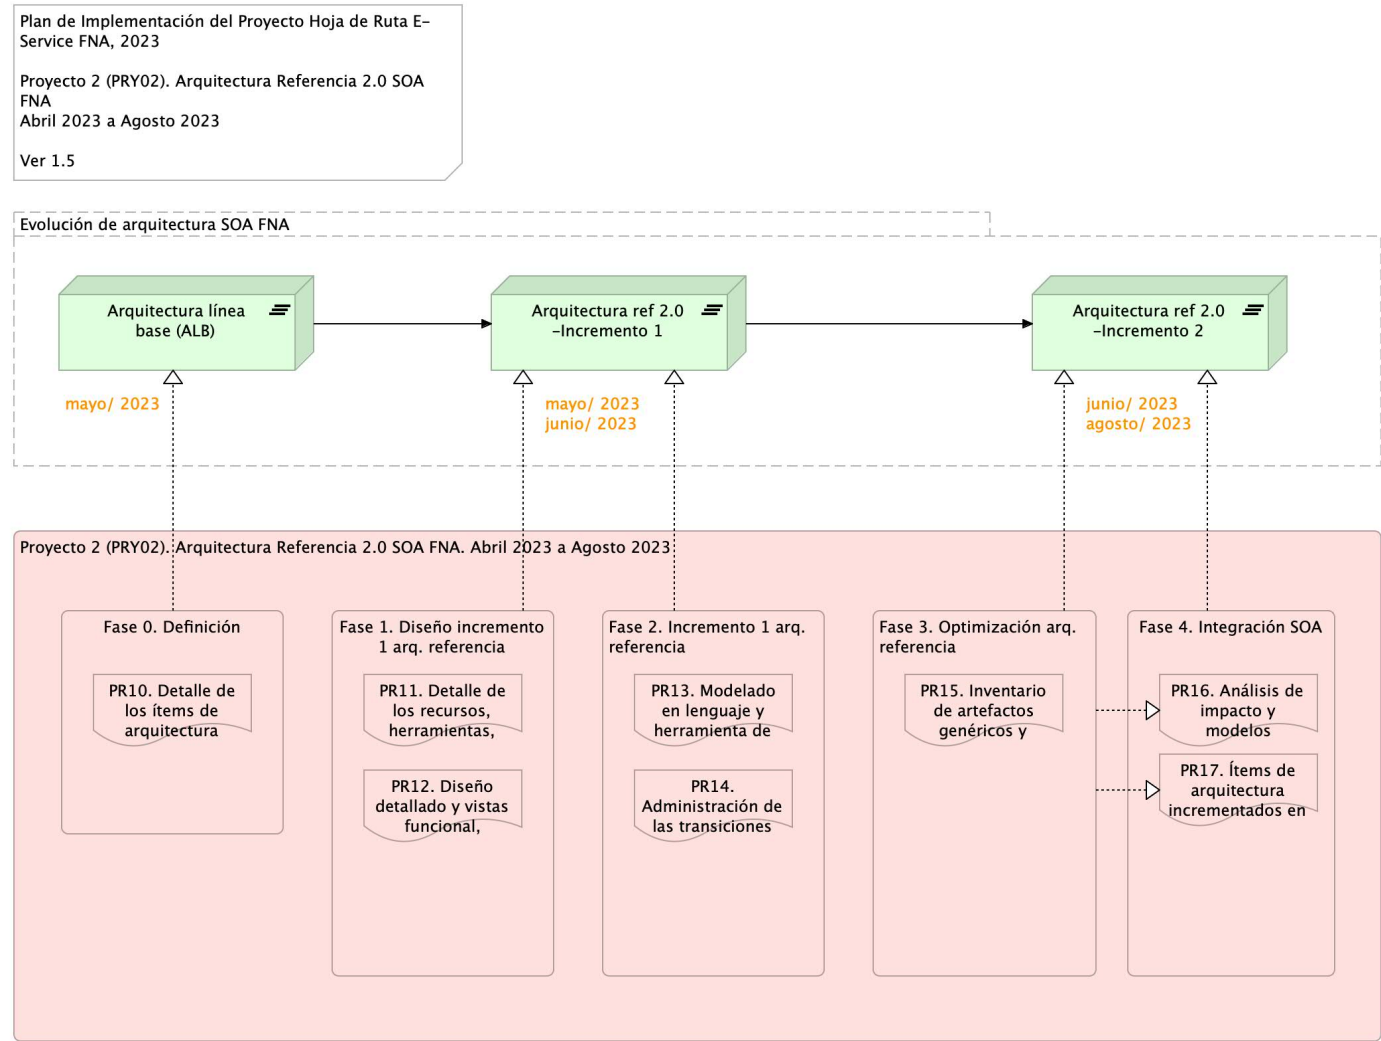 Plan de Implementación del Proyecto Hoja de Ruta E-
Service FNA, 2023
Proyecto 2 (PRY02). Arquitectura Referencia 2.0 SOA
FNA
Abril 2023 a Agosto 2023
Ver 1.5
Evolución de arquitectura SOA FNA
Arquitectura línea
base (ALB)
Arquitectura ref 2.0
-Incremento 1
Arquitectura ref 2.0
-Incremento 2
mayo/ 2023
mayo/ 2023
junio/ 2023
junio/ 2023
agosto/ 2023
Proyecto 2 (PRY02). Arquitectura Referencia 2.0 SOA FNA. Abril 2023 a Agosto 2023
Fase 0. Definición
PR10. Detalle de
los ítems de
arquitectura
Fase 1. Diseño incremento
1 arq. referencia
PR11. Detalle de
los recursos,
herramientas,
PR12. Diseño
detallado y vistas
funcional,
Fase 2. Incremento 1 arq.
referencia
PR13. Modelado
en lenguaje y
herramienta de
PR14.
Administración de
las transiciones
Fase 3. Optimización arq.
referencia
PR15. Inventario
de artefactos
genéricos y
Fase 4. Integración SOA
PR16. Análisis de
impacto y
modelos
PR17. Ítems de
arquitectura
incrementados en